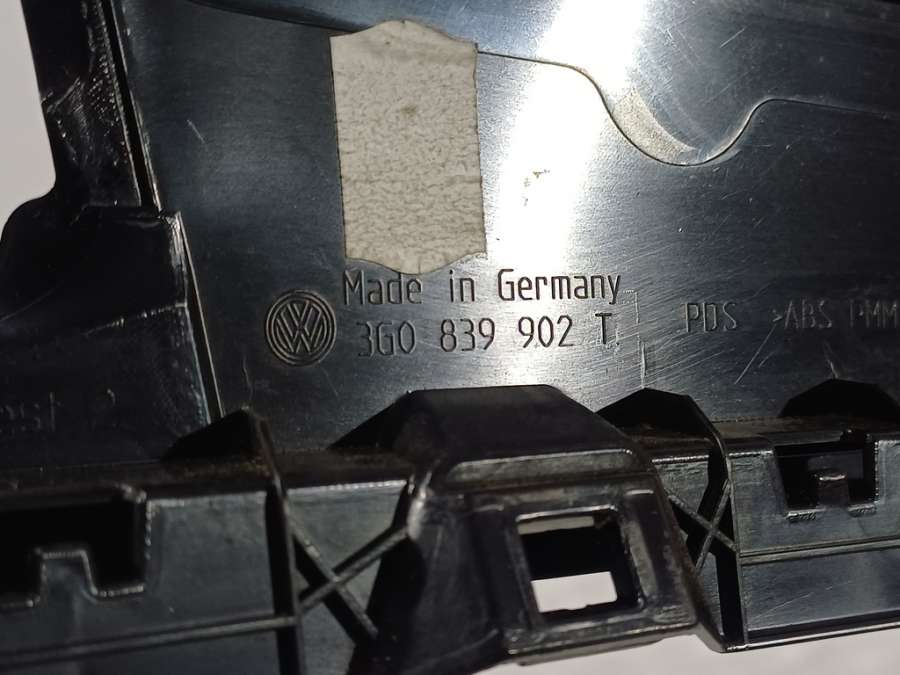 Made in Germany
3G0 839 902 T
PDS >ABS PMM